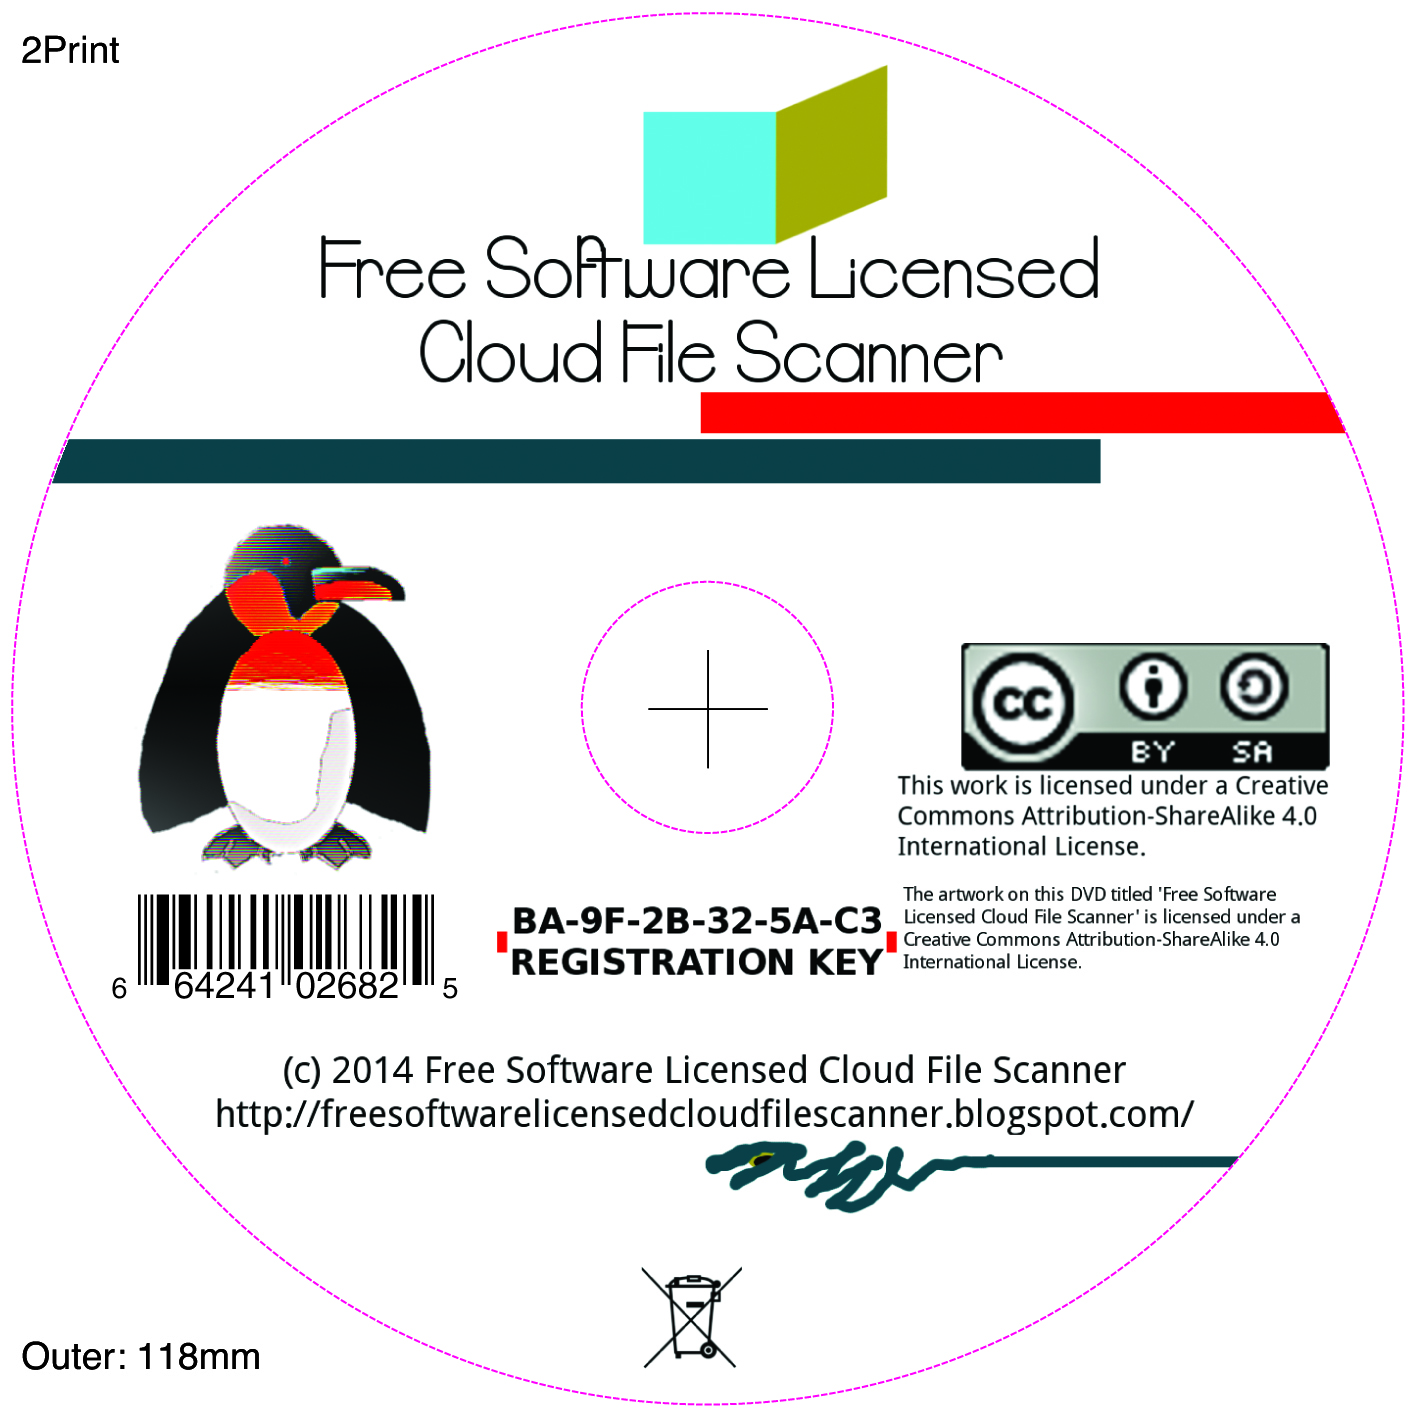 2Print
Free Software Licensed
Cloud File Scanner
CC
BY SA
This work is licensed under a Creative
Commons Attribution-ShareAlike 4.0
International License.
The artwork on this DVD titled 'Free Software
Licensed Cloud File Scanner' is licensed under a
Creative Commons Attribution-ShareAlike 4.0
International License.
BA-9F-2B-32-5A-C3
REGISTRATION KEY
6 64241 02682 5
(c) 2014 Free Software Licensed Cloud File Scanner
http://freesoftwarelicensedcloudfilescanner.blogspot.com/
Outer: 118mm